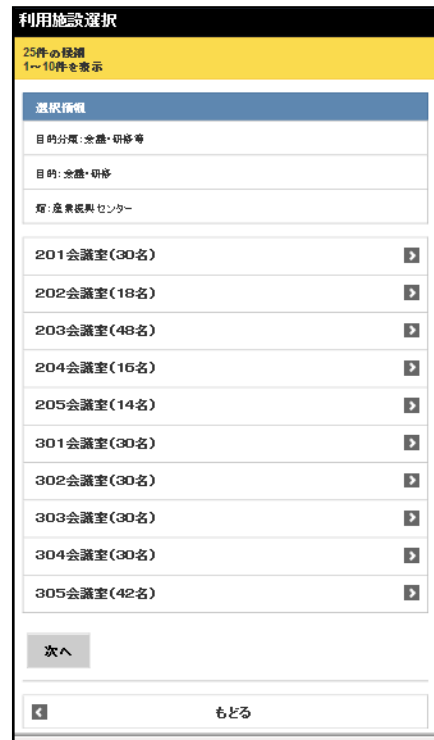 利用施設選択
25件の候補
1～10件を表示
選択情報
目的分類:会議・研修等
目的:会議・研修
館:産業振興センター
201会議室(30名)
202会議室(18名)
203会議室(48名)
204会議室(16名)
205会議室(14名)
301会議室(30名)
302会議室(30名)
303会議室(30名)
304会議室(30名)
305会議室(42名)
次へ
もどる